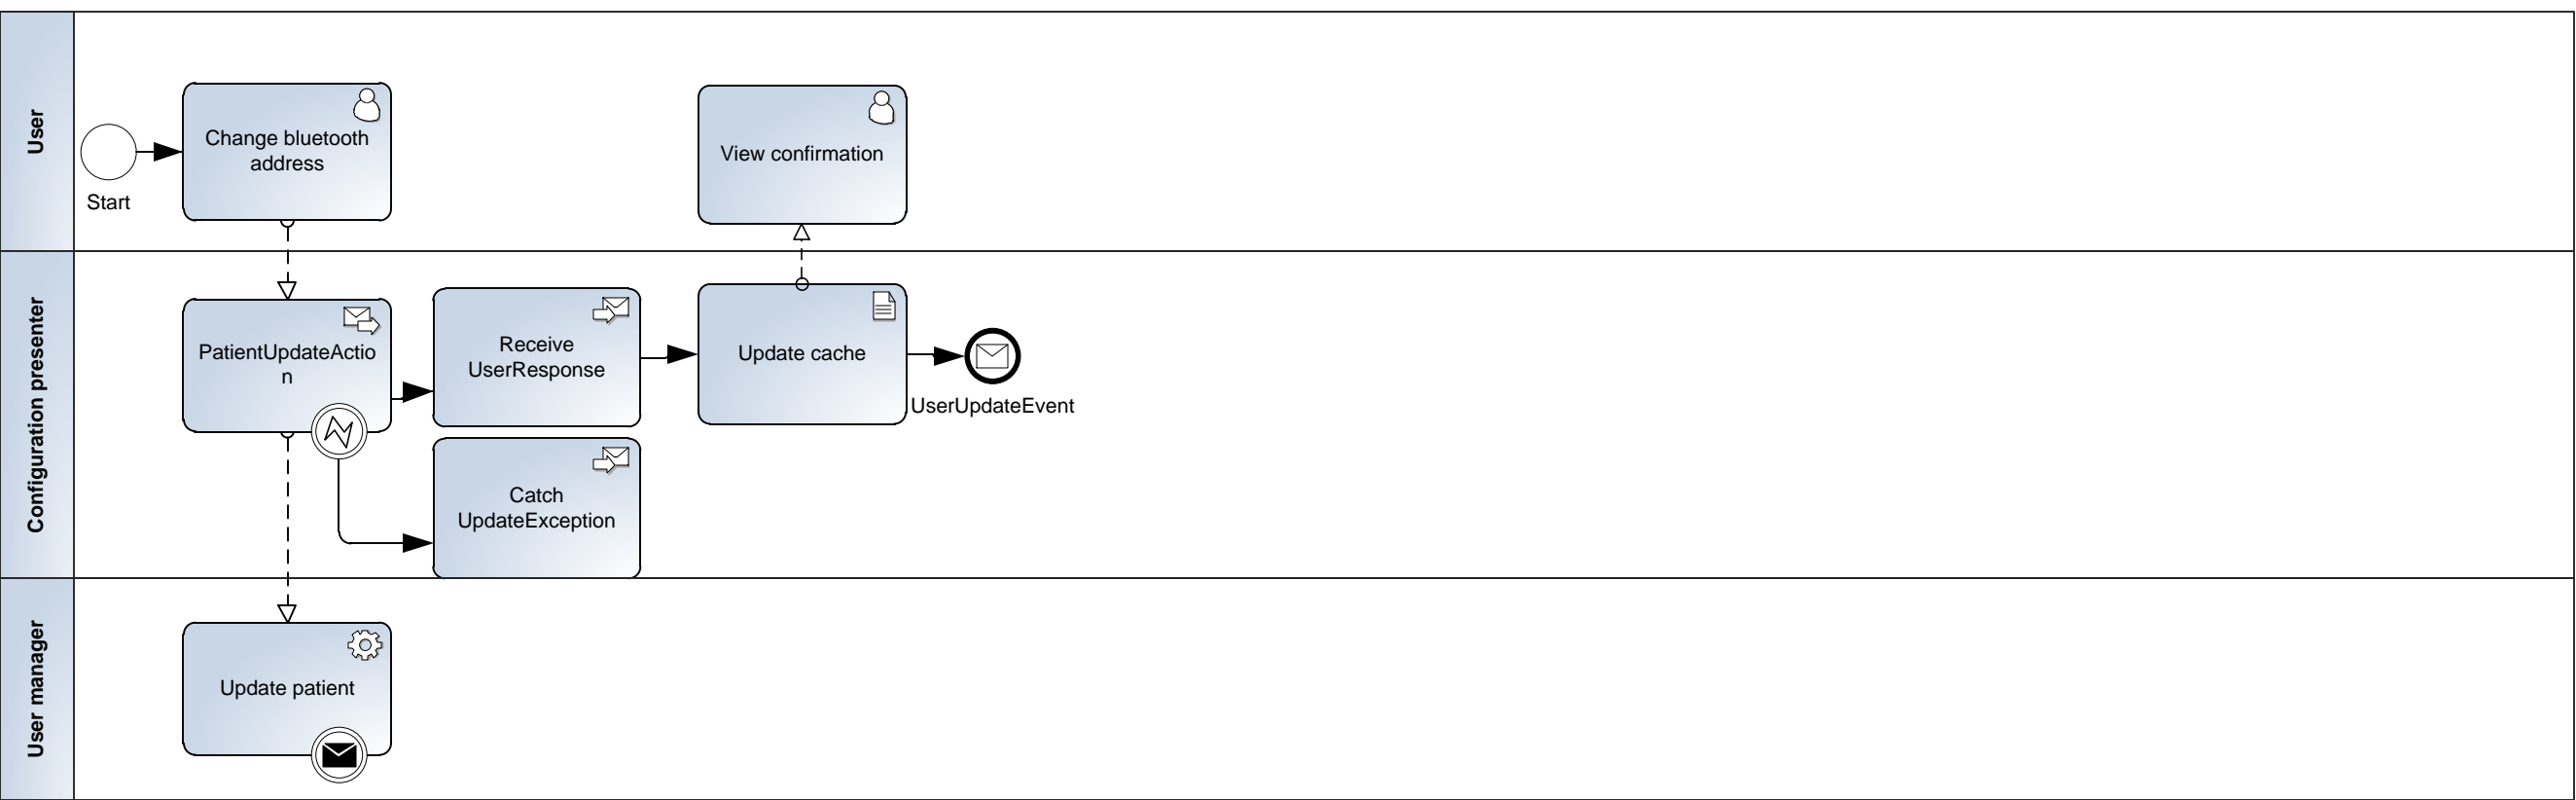 User
Change bluetooth
address
View confirmation
Start
Configuration presenter
PatientUpdateActio
n
Receive
UserResponse
Update cache
UserUpdateEvent
Catch
UpdateException
User manager
Update patient